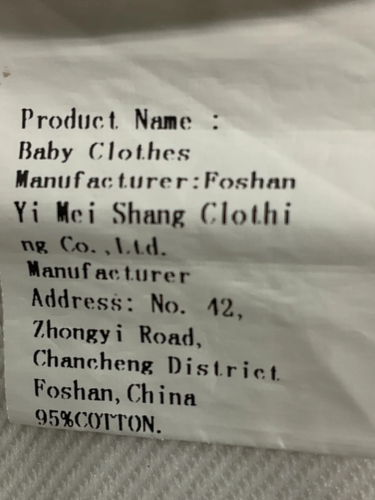 Product Name :
Baby Clothes
Manufacturer:Foshan
Yi Mei Shang Clothi
ng Co.,Ltd.
Manufacturer
Address: No. 42,
Zhongyi Road,
Chancheng District
Foshan,China
95%COTTON.